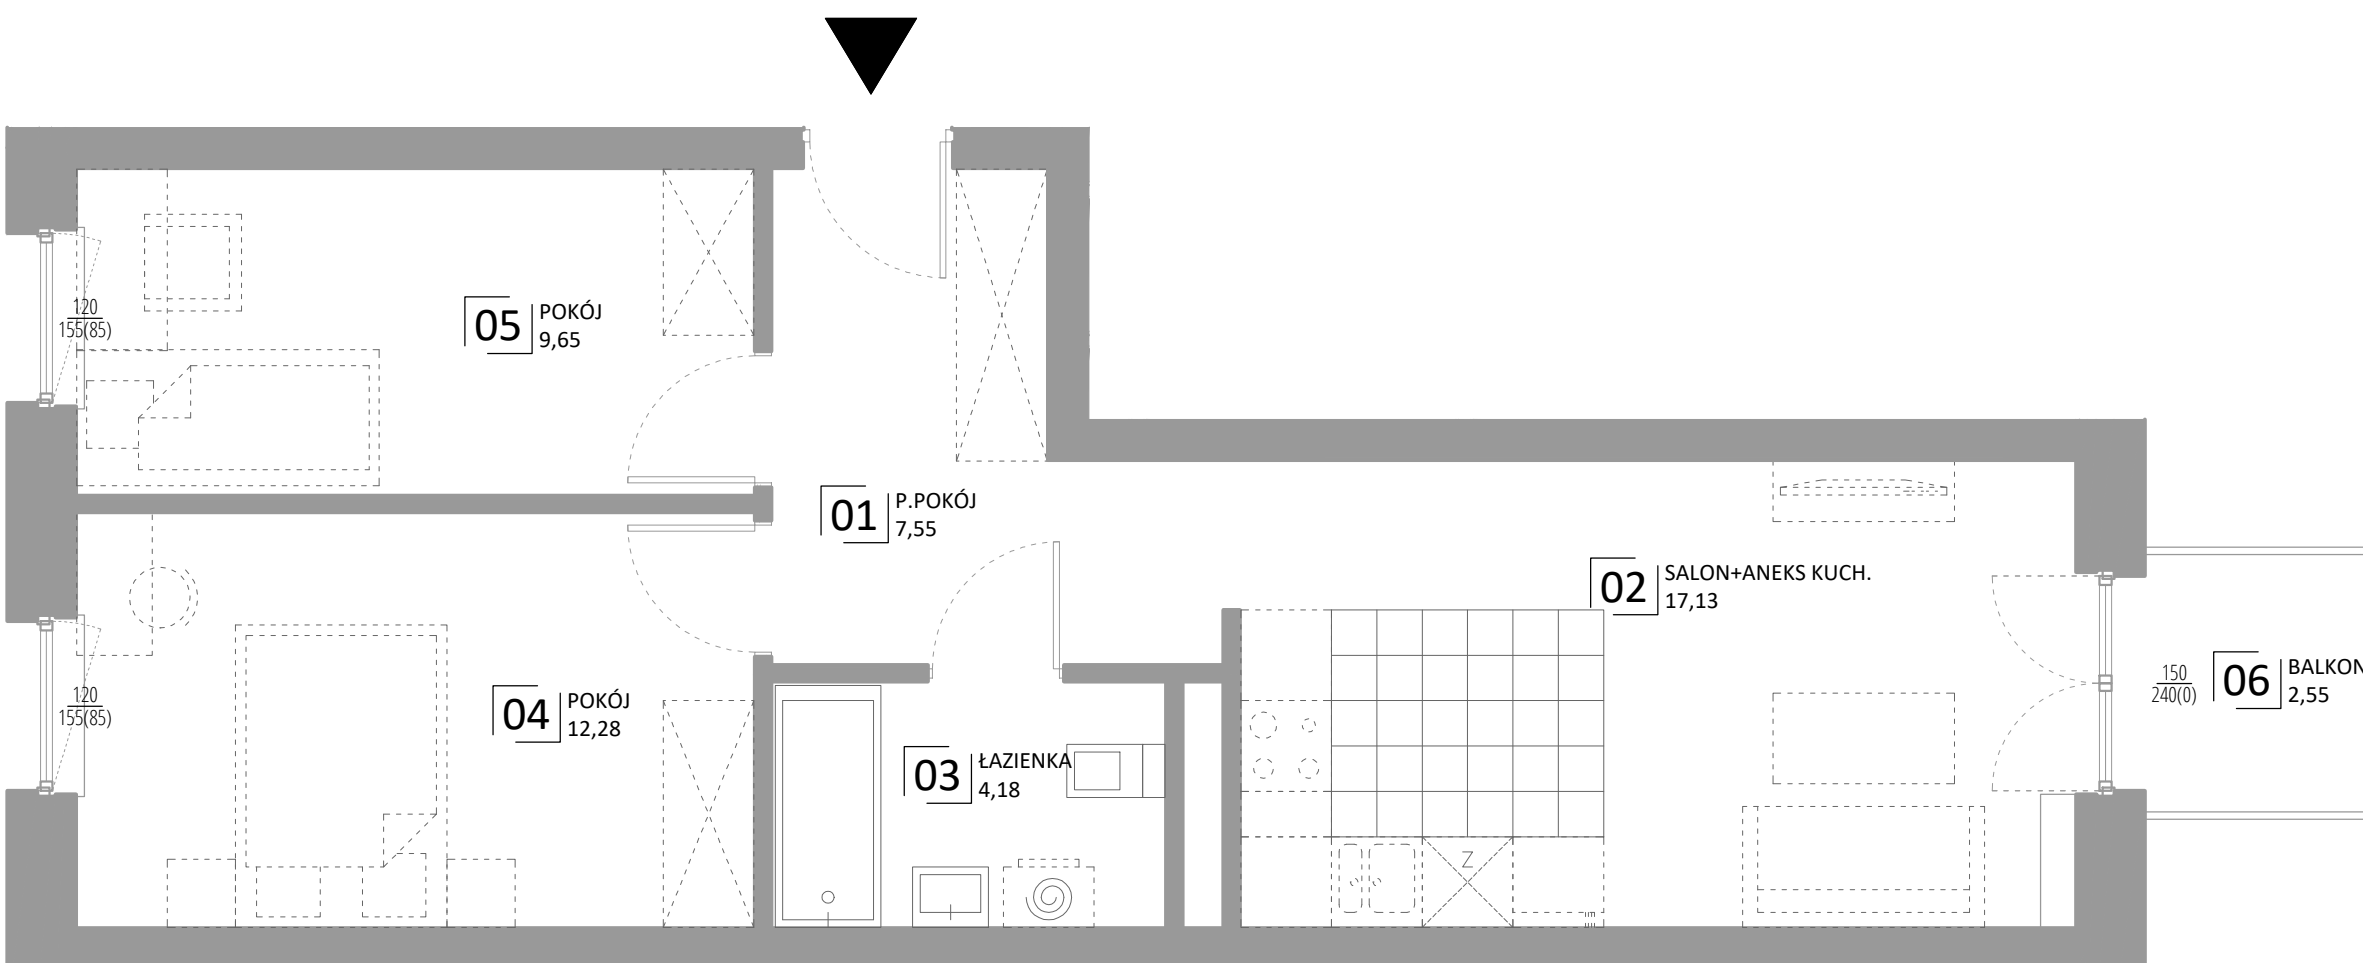 05 POKÓJ
9,65
120
155(85)
01 P.POKÓJ
7,55
02 SALON+ANEKS KUCH.
17,13
04 POKÓJ
12,28
120
155(85)
03 ŁAZIENKA
4,18
Z
150
240(0)
06 BALKON
2,55